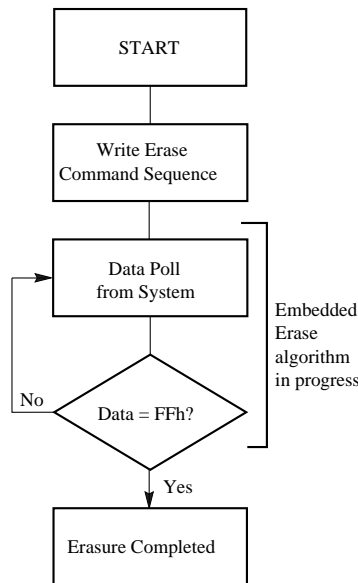 START
Write Erase
Command Sequence
Data Poll
from System
Embedded
Erase
algorithm
in progress
No
Data = FFh?
Yes
Erasure Completed